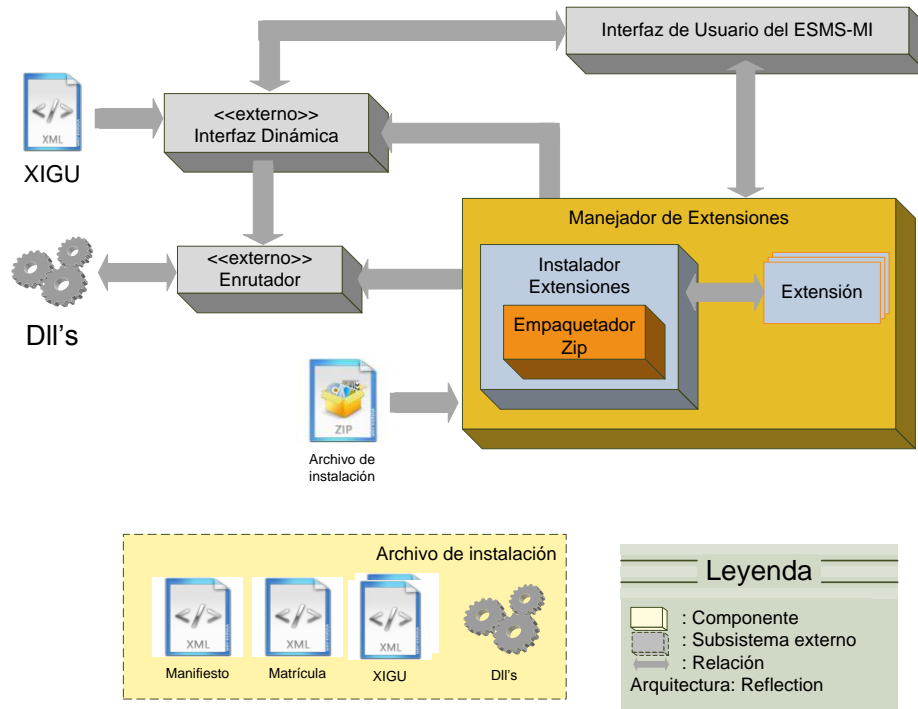 Interfaz de Usuario del ESMS-MI
<<externo>>
Interfaz Dinámica
XML
XIGU
Manejador de Extensiones
<<externo>>
Enrutador
Instalador
Extensiones
Extensión
Empaquetador
Zip
Dll's
ZIP
Archivo de
instalación
Archivo de instalación
XML
XML
XML
Manifiesto
Matrícula
XIGU
Dll's
Leyenda
: Componente
: Subsistema externo
: Relación
Arquitectura: Reflection